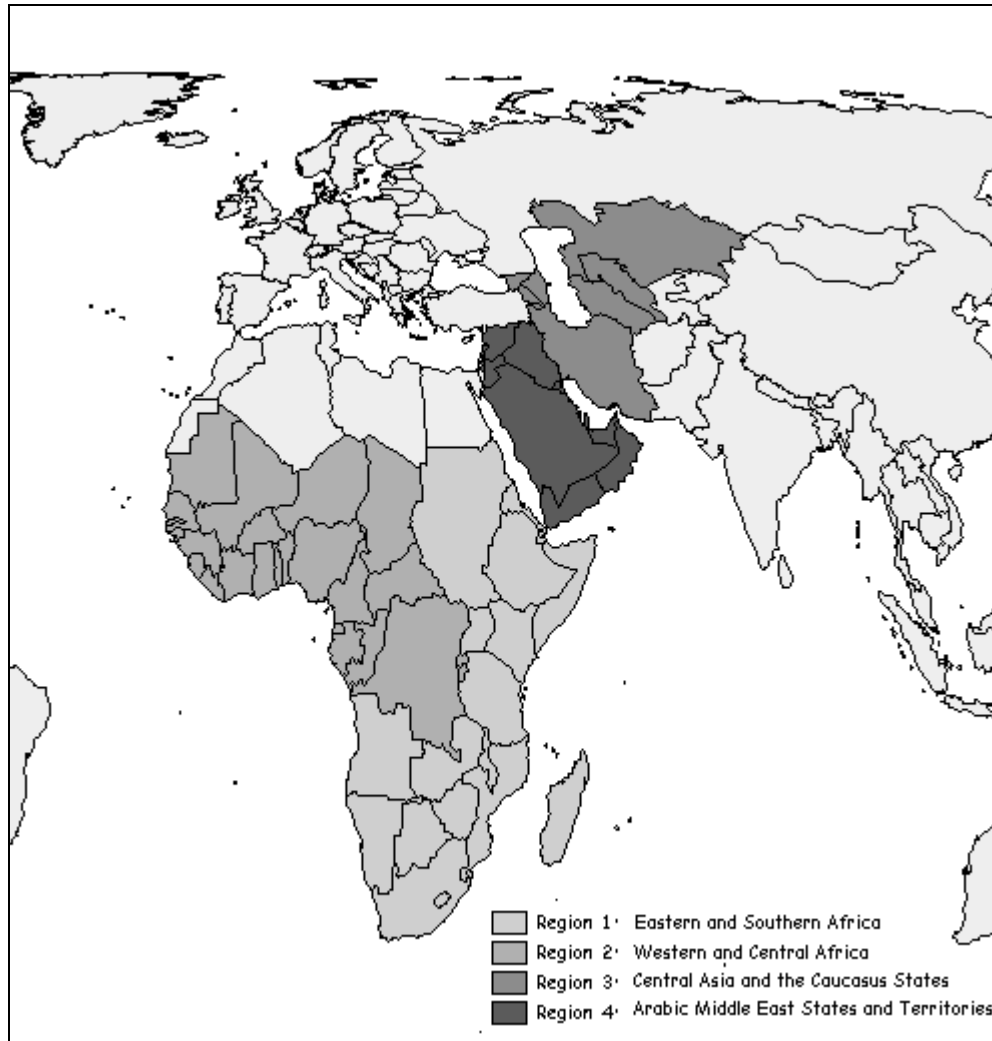 Region 1· Eastern and Southern Africa
Region 2· Western and Central Africa
Region 3· Central Asia and the Caucasus States
Region 4· Arabic Middle East States and Territories